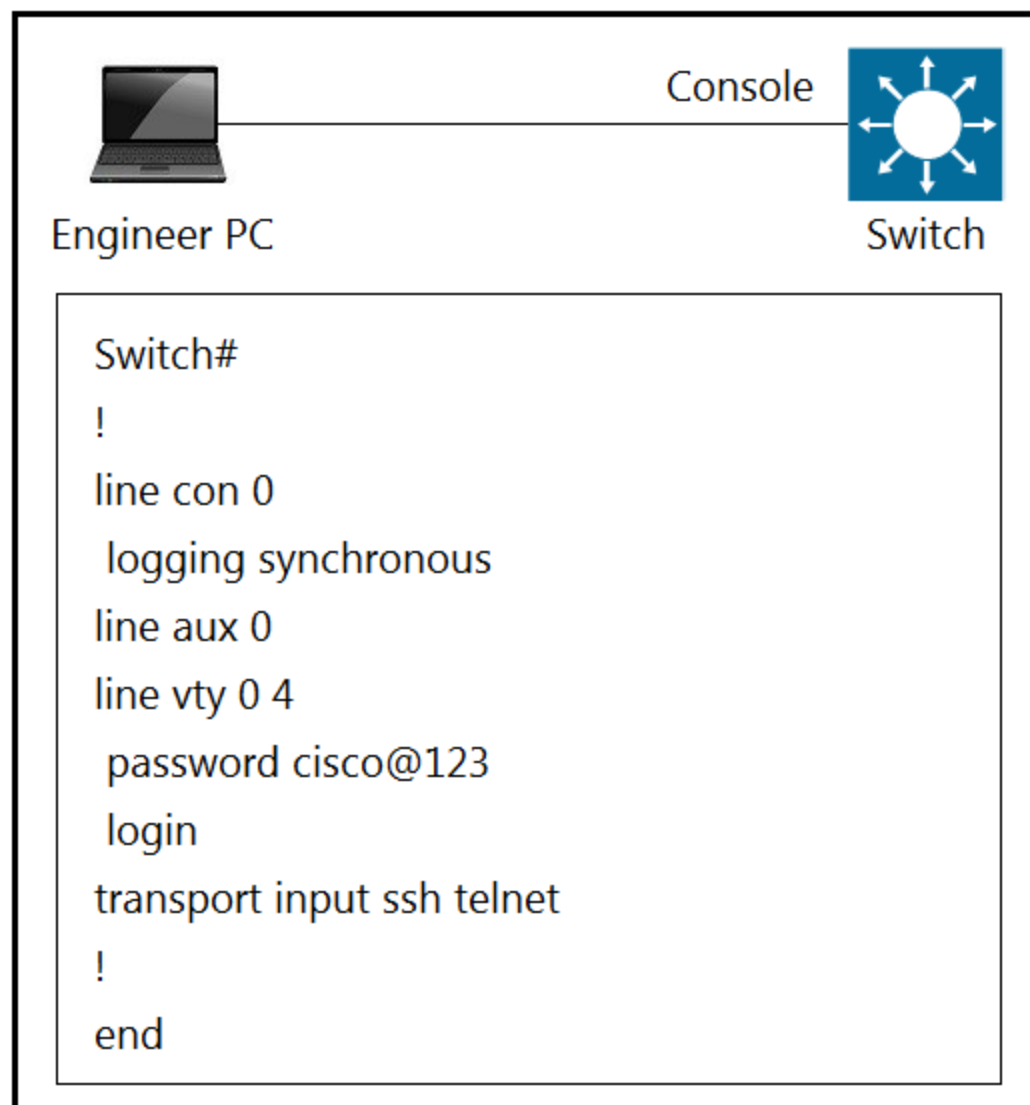 Console
Engineer PC
Switch
Switch#
!
line con 0
logging synchronous
line aux 0
line vty 0 4
password cisco@123
login
transport input ssh telnet
!
end